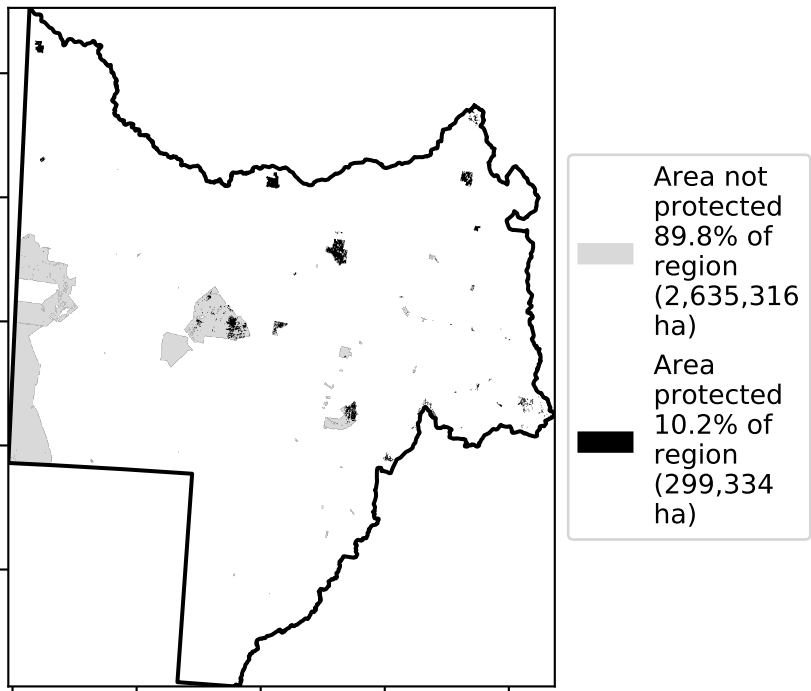 Area not
protected
89.8% of
region
(2,635,316
ha)
Area
protected
10.2% of
region
(299,334
ha)